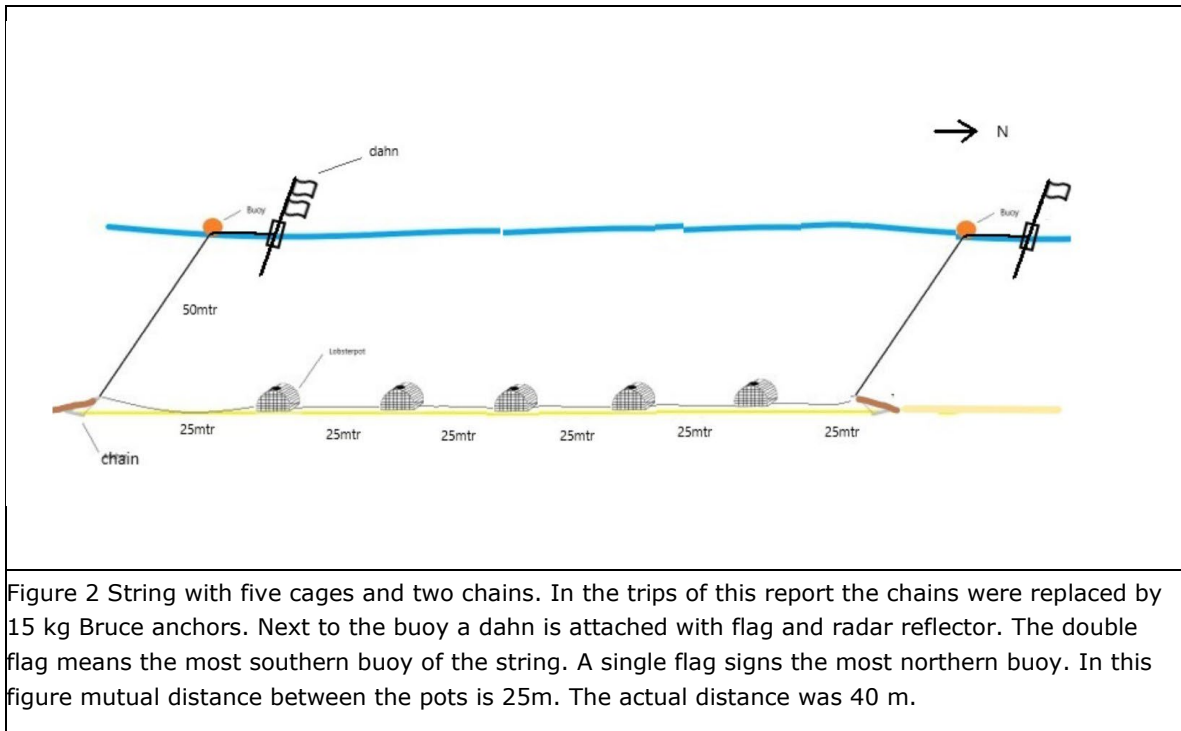 N
dahn
Buoy
Buoy
50mtr
Lobsterpot
25mtr
25mtr
25mtr
25mtr
25mtr
25mtr
chain
Figure 2 String with five cages and two chains. In the trips of this report the chains were replaced by
15 kg Bruce anchors. Next to the buoy a dahn is attached with flag and radar reflector. The double
flag means the most southern buoy of the string. A single flag signs the most northern buoy. In this
figure mutual distance between the pots is 25m. The actual distance was 40 m.